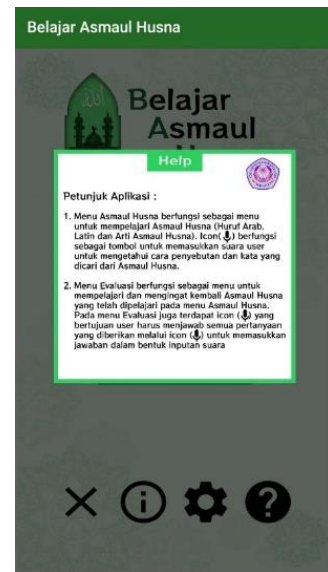 Belajar Asmaul Husna
Belajar
Asmaul
Help
Petunjuk Aplikasi :
1. Menu Asmaul Husna berfungsi sebagai menu
untuk mempelajari Asmaul Husna (Huruf Arab,
Latin dan Arti Asmaul Husna). Icon( ) berfungsi
sebagai tombol untuk memasukkan suara user
untuk mengetahui cara penyebutan dan kata yang
dicari dari Asmaul Husna.
2. Menu Evaluasi berfungsi sebagai menu untuk
mempelajari dan mengingat kembali Asmaul Husna
yang telah dipelajari pada menu Asmaul Husna.
Pada menu Evaluasi juga terdapat icon ( ) yang
bertujuan user harus menjawab semua pertanyaan
yang diberikan melalui icon ( ) untuk memasukkan
jawaban dalam bentuk inputan suara